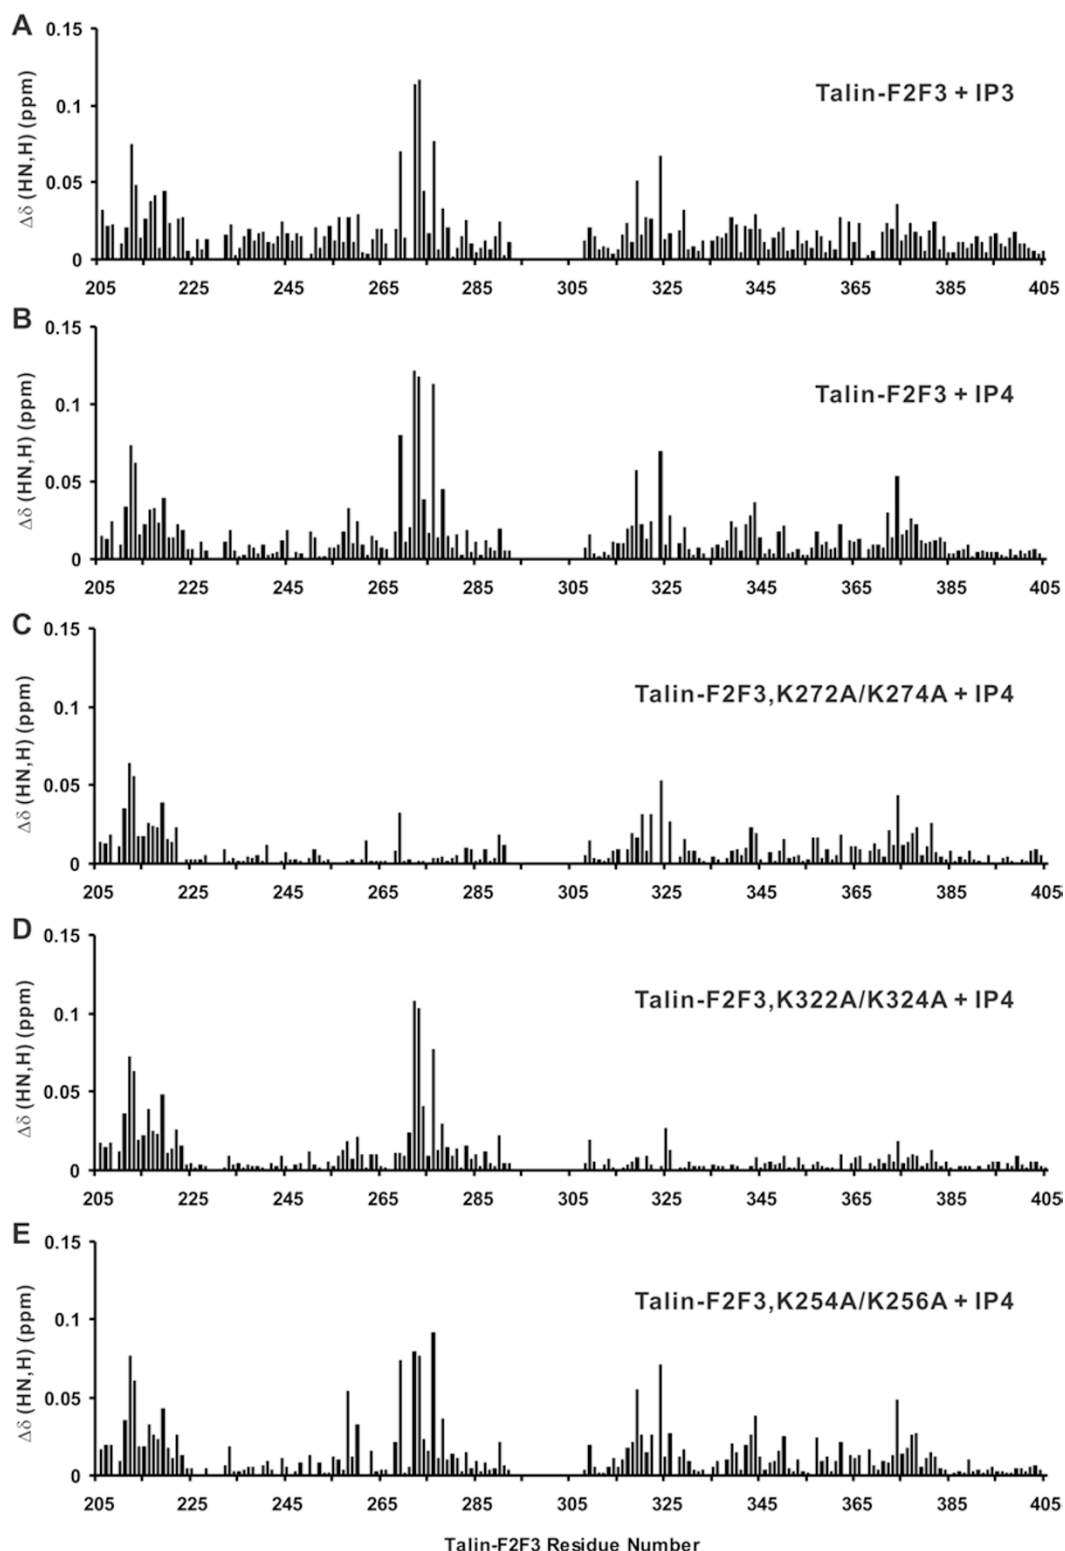 A
0.15
Talin-F2F3 + IP3
0.1
0.05
0
Δδ (HN,H) (ppm)
205 225 245 265 285 305 325 345 365 385 405
B
0.15
Talin-F2F3 + IP4
0.1
0.05
0
Δδ (HN,H) (ppm)
205 225 245 265 285 305 325 345 365 385 405
C
0.15
Talin-F2F3,K272A/K274A + IP4
0.1
0.05
0
Δδ (HN,H) (ppm)
205 225 245 265 285 305 325 345 365 385 405
D
0.15
Talin-F2F3,K322A/K324A + IP4
0.1
0.05
0
Δδ (HN,H) (ppm)
205 225 245 265 285 305 325 345 365 385 405
E
0.15
Talin-F2F3,K254A/K256A + IP4
0.1
0.05
0
Δδ (HN,H) (ppm)
205 225 245 265 285 305 325 345 365 385 405
Talin-F2F3 Residue Number